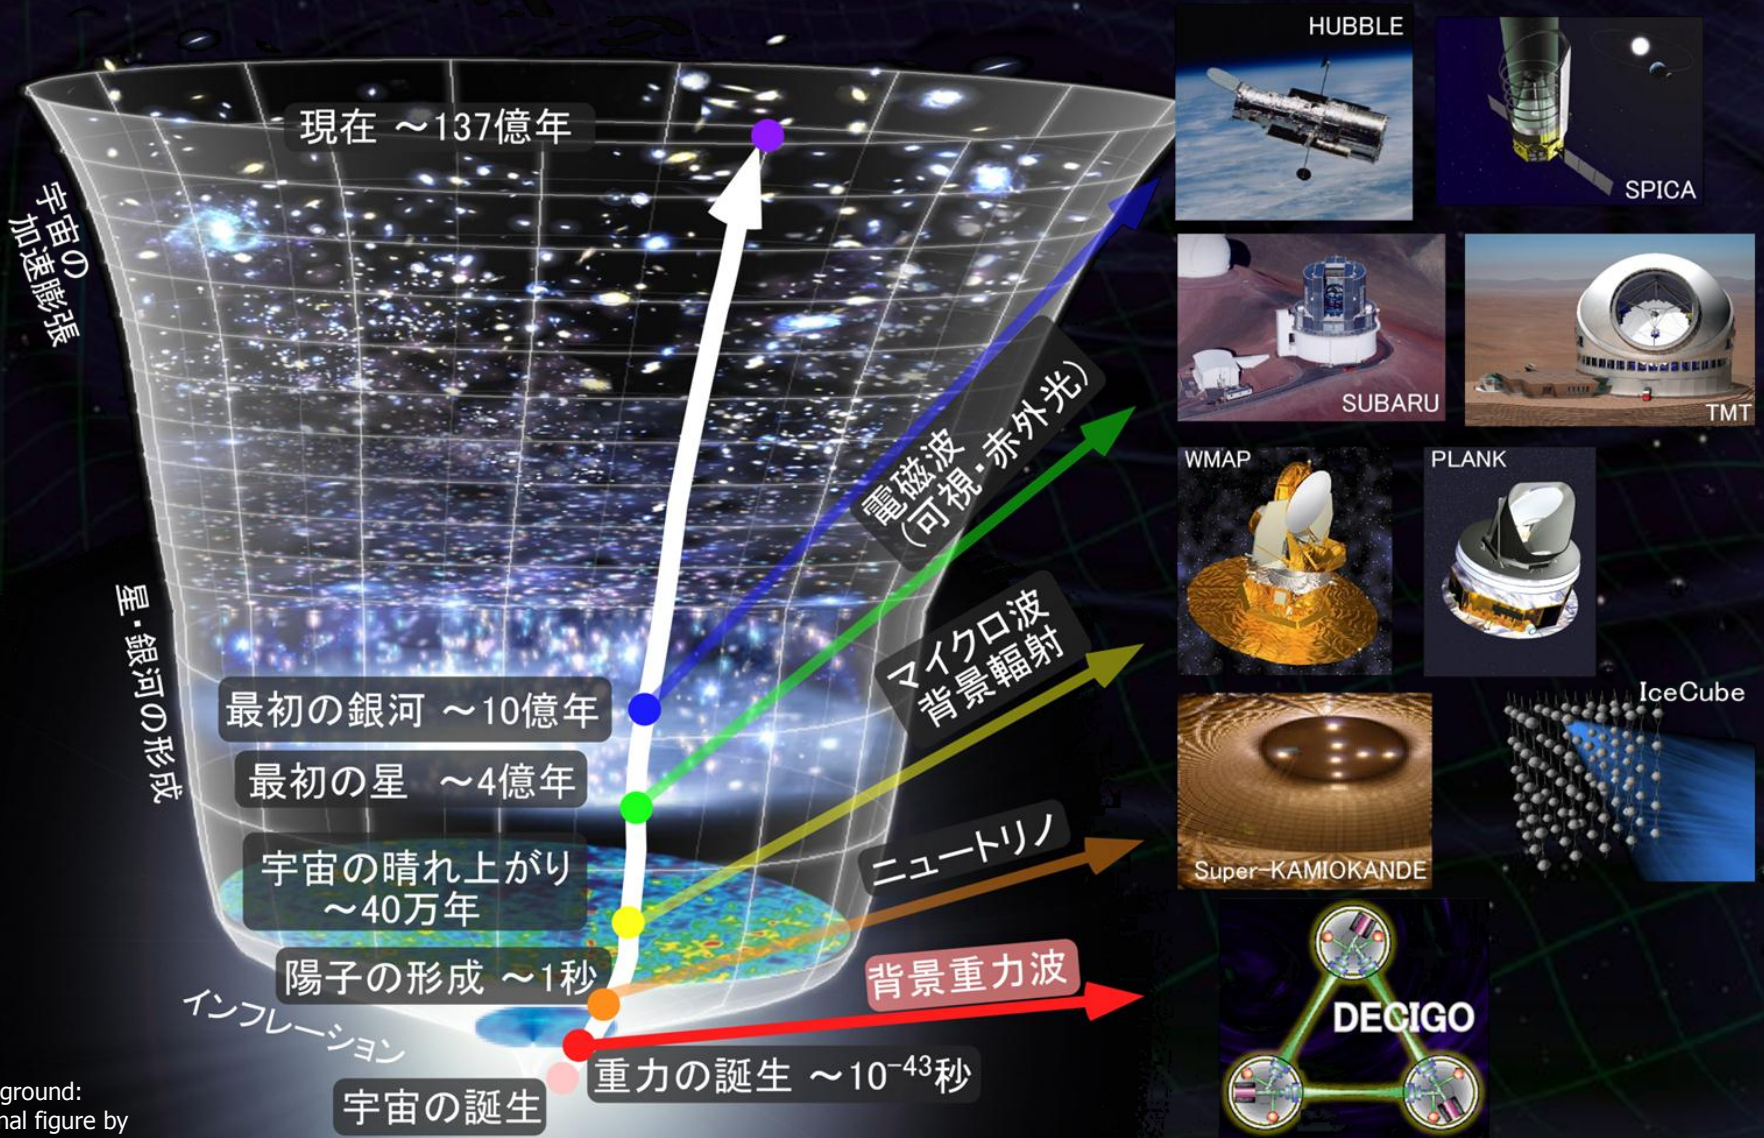 HUBBLE
SPICA
現在 ～137億年
宇宙の
加速膨張
SUBARU
TMT
電磁波
(可視・赤外光)
WMAP
PLANK
マイクロ波
背景輻射
星・銀河の形成
最初の銀河 ～10億年
IceCube
最初の星 ～4億年
宇宙の晴れ上がり
～40万年
ニュートリノ
Super-KAMIOKANDE
陽子の形成 ～1秒
背景重力波
インフレーション
DECIGO
重力の誕生 ～10⁻⁴³秒
宇宙の誕生
ground:
nal figure by